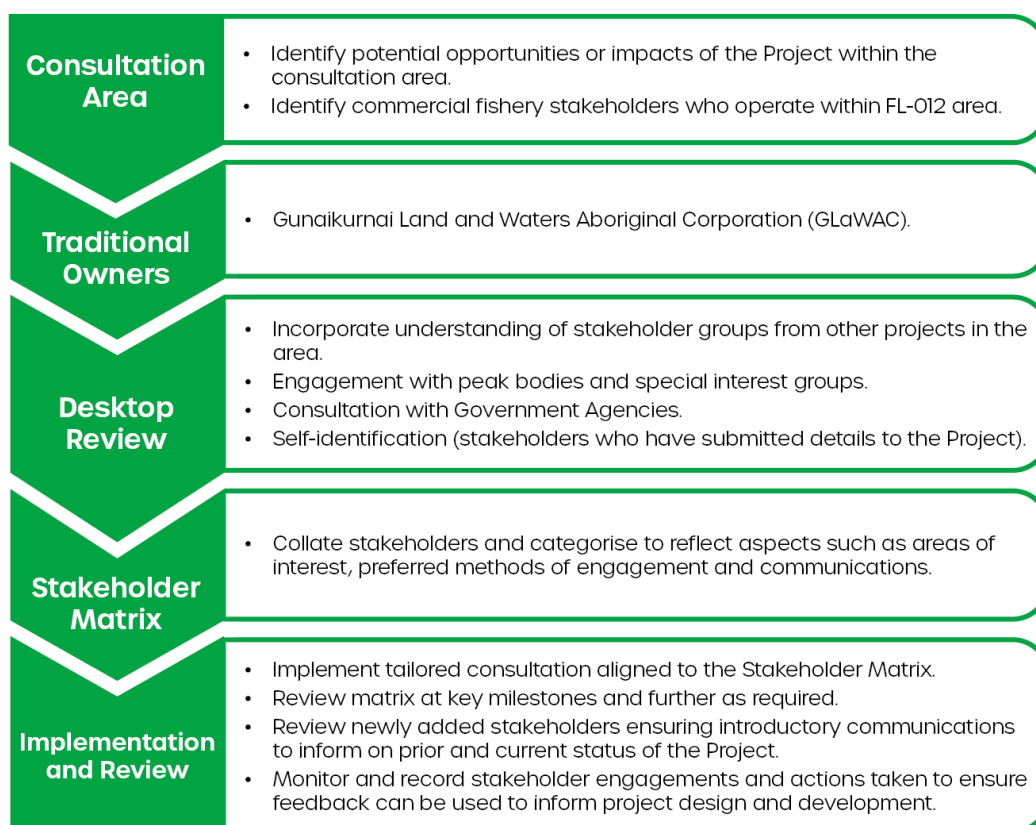 Consultation
Area
• Identify potential opportunities or impacts of the Project within the
consultation area.
• Identify commercial fishery stakeholders who operate within FL-012 area.
Traditional
Owners
• Gunaikurnai Land and Waters Aboriginal Corporation (GLaWAC).
Desktop
Review
• Incorporate understanding of stakeholder groups from other projects in the
area.
• Engagement with peak bodies and special interest groups.
• Consultation with Government Agencies.
• Self-identification (stakeholders who have submitted details to the Project).
Stakeholder
Matrix
• Collate stakeholders and categorise to reflect aspects such as areas of
interest, preferred methods of engagement and communications.
Implementation
and Review
• Implement tailored consultation aligned to the Stakeholder Matrix.
• Review matrix at key milestones and further as required.
• Review newly added stakeholders ensuring introductory communications
to inform on prior and current status of the Project.
• Monitor and record stakeholder engagements and actions taken to ensure
feedback can be used to inform project design and development.